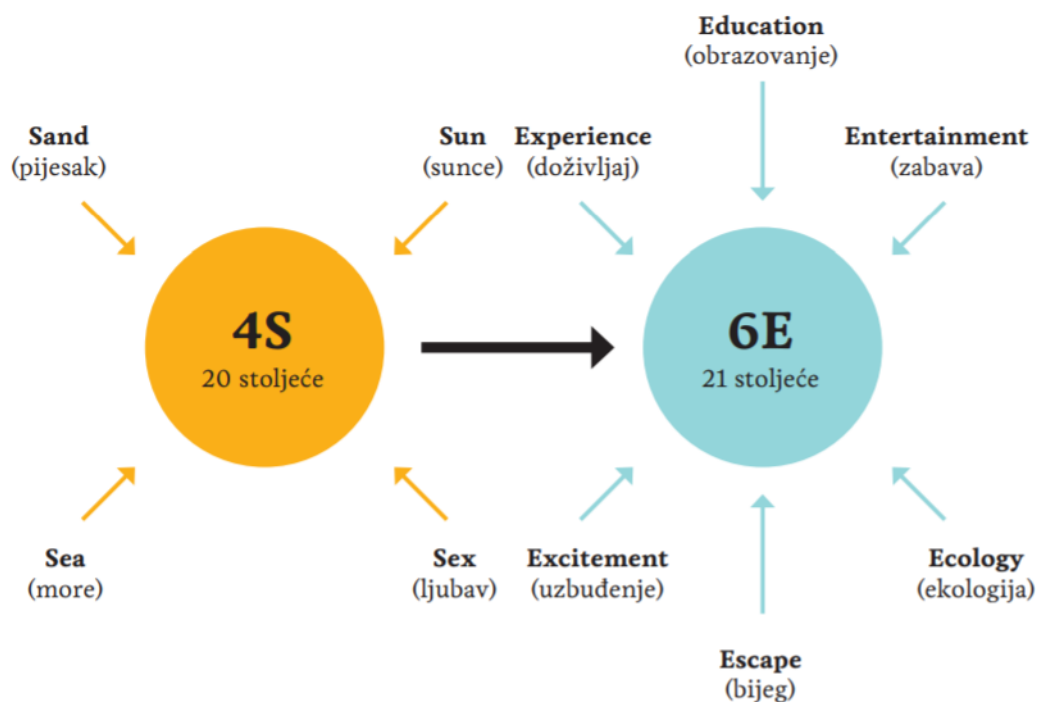 Education
(obrazovanje)
Sand
(pijesak)
Sun
(sunce)
Experience
(doživljaj)
Entertainment
(zabava)
4S
20 stoljeće
6E
21 stoljeće
Sea
(more)
Sex
(ljubav)
Excitement
(uzbuđenje)
Ecology
(ekologija)
Escape
(bijeg)